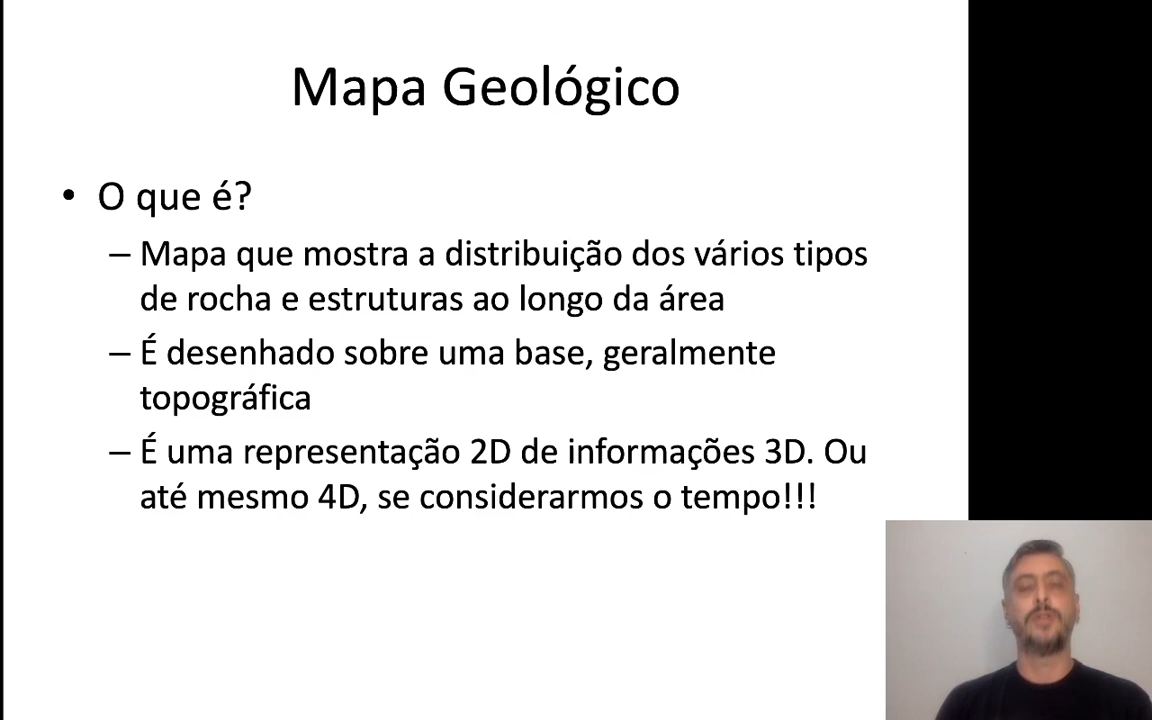 Mapa Geológico
• O que é?
– Mapa que mostra a distribuição dos vários tipos
de rocha e estruturas ao longo da área
– É desenhado sobre uma base, geralmente
topográfica
– É uma representação 2D de informações 3D. Ou
até mesmo 4D, se considerarmos o tempo!!!